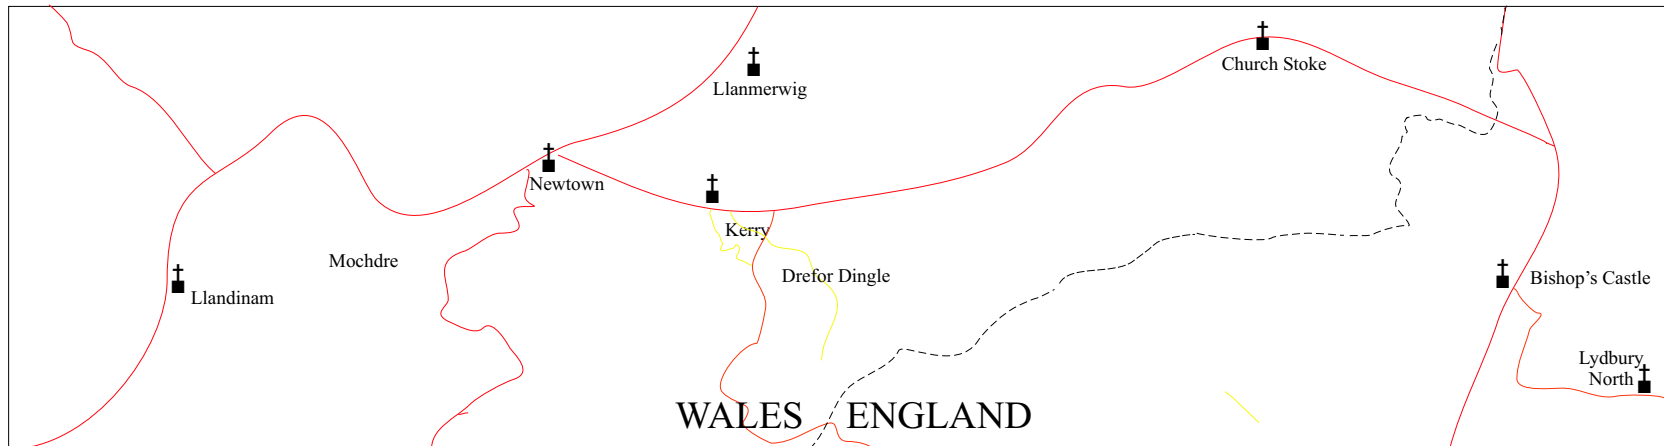 Church Stoke
Llanmerwig
Newtown
Kerry
Mochdre
Drefor Dingle
Bishop’s Castle
Llandinam
Lydbury
North
WALES ENGLAND